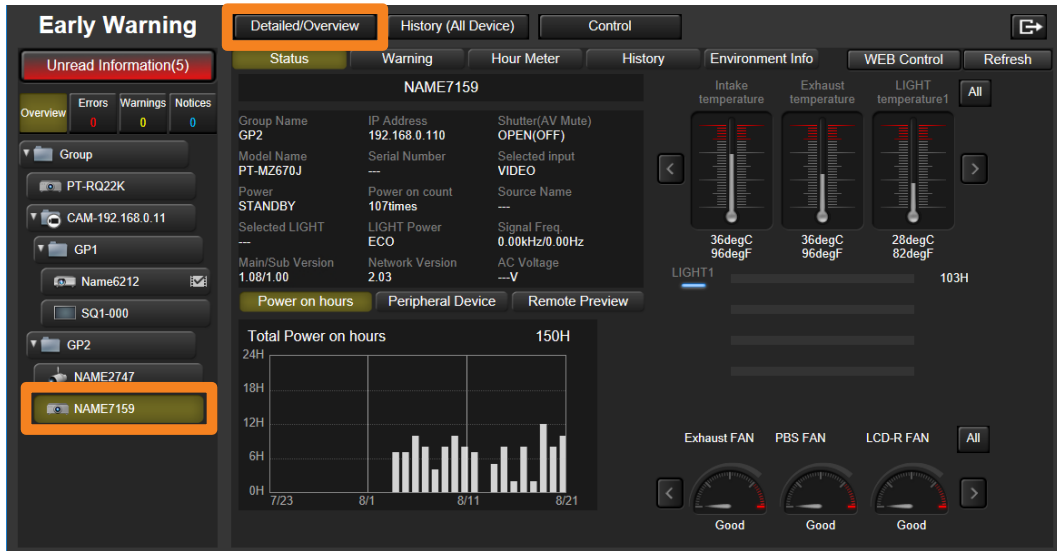 Early Warning
Detailed/Overview
History (All Device)
Control
Unread Information(5)
Status
Warning
Hour Meter
History
Environment Info
WEB Control
Refresh
Overview
Errors
0
Warnings
0
Notices
0
Group
PT-RQ22K
CAM-192.168.0.11
GP1
Name6212
SQ1-000
GP2
NAME2747
NAME7159
NAME7159
Group Name
GP2
IP Address
192.168.0.110
Shutter(AV Mute)
OPEN(OFF)
Model Name
PT-MZ670J
Serial Number
---
Selected input
VIDEO
Power
STANDBY
Power on count
107times
Source Name
---
Selected LIGHT
---
LIGHT Power
ECO
Signal Freq.
0.00kHz/0.00Hz
Main/Sub Version
1.08/1.00
Network Version
2.03
AC Voltage
---V
Power on hours
Peripheral Device
Remote Preview
Total Power on hours
150H
24H
18H
12H
6H
0H
7/23
8/1
8/11
8/21
Intake
temperature
Exhaust
temperature
LIGHT
temperature1
All
36degC
96degF
36degC
96degF
28degC
82degF
LIGHT1
103H
Exhaust FAN
PBS FAN
LCD-R FAN
All
Good
Good
Good